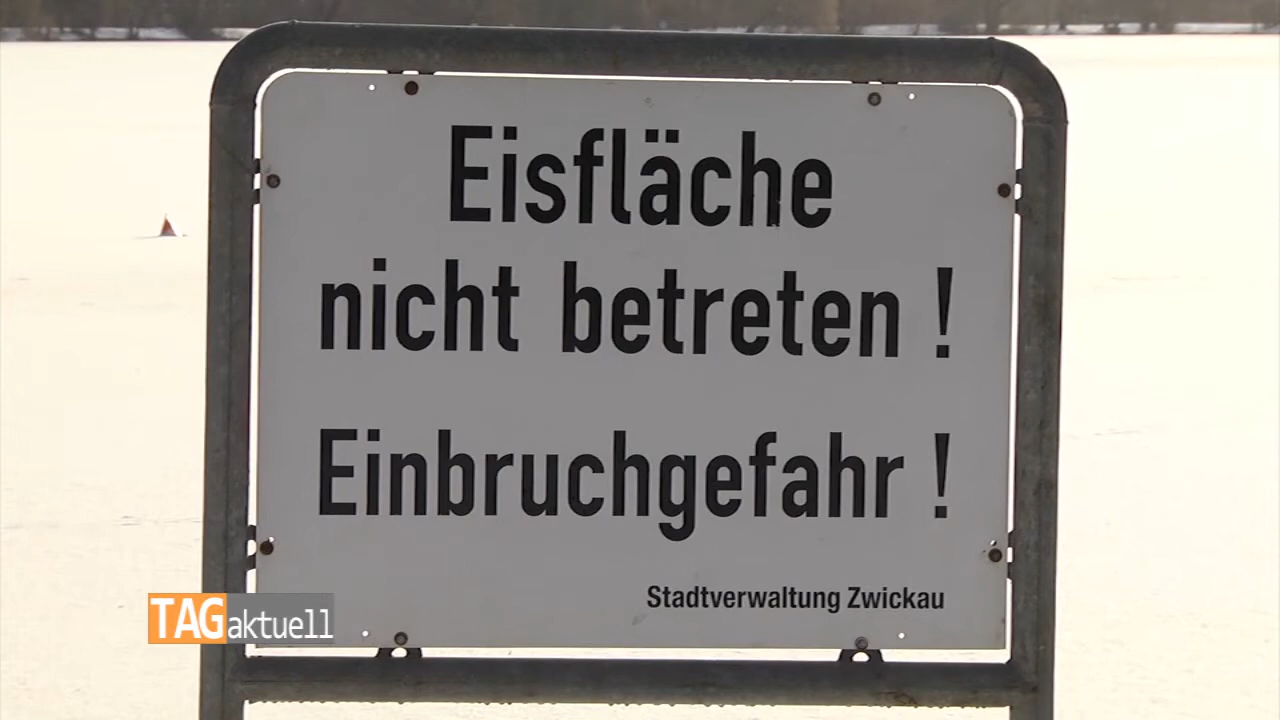 Eisfläche
nicht betreten !
Einbruchgefahr !
Stadtverwaltung Zwickau
TAGaktuell